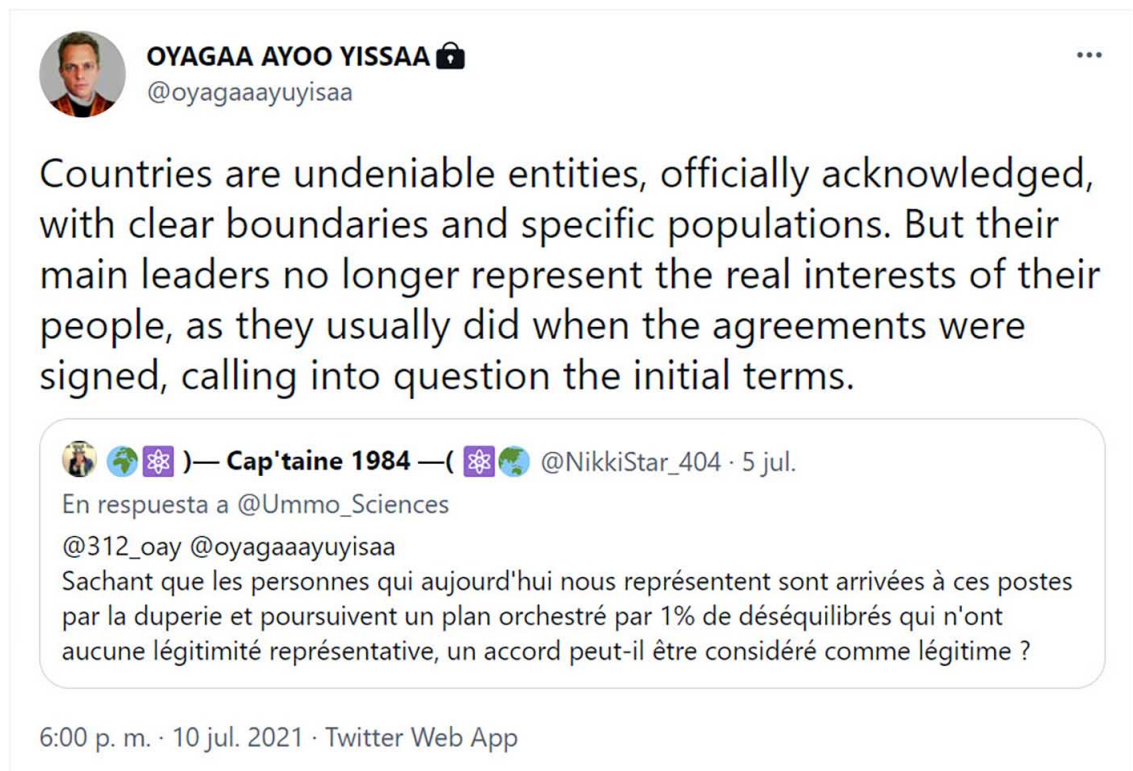 OYAGAA AYOO YISSAA
@oyagaaayuyisaa
Countries are undeniable entities, officially acknowledged,
with clear boundaries and specific populations. But their
main leaders no longer represent the real interests of their
people, as they usually did when the agreements were
signed, calling into question the initial terms.
)— Cap'taine 1984 —( @NikkiStar_404 · 5 jul.
En respuesta a @Ummo_Sciences
@312_oay @oyagaaayuyisaa
Sachant que les personnes qui aujourd'hui nous représentent sont arrivées à ces postes
par la duperie et poursuivent un plan orchestré par 1% de déséquilibrés qui n'ont
aucune légitimité représentative, un accord peut-il être considéré comme légitime ?
6:00 p. m. · 10 jul. 2021 · Twitter Web App